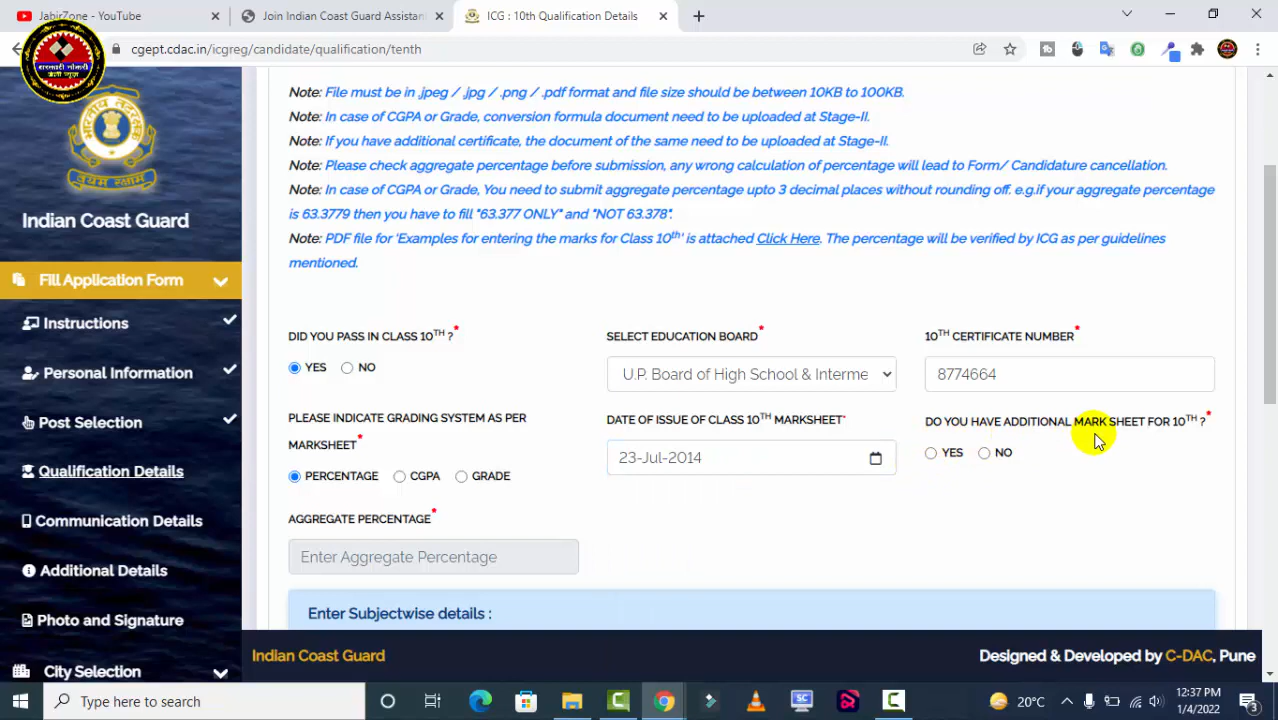 JabirZone - YouTube
Join Indian Coast Guard Assistan
ICG : 10th Qualification Details
cgept.cdac.in/icgreg/candidate/qualification/tenth
सरकारी नौकरी
Indian Coast Guard
Fill Application Form
Instructions
Personal Information
Post Selection
Qualification Details
Communication Details
Additional Details
Photo and Signature
City Selection
Note: File must be in .jpeg / .jpg / .png / .pdf format and file size should be between 10KB to 100KB.
Note: In case of CGPA or Grade, conversion formula document need to be uploaded at Stage-II.
Note: If you have additional certificate, the document of the same need to be uploaded at Stage-II.
Note: Please check aggregate percentage before submission, any wrong calculation of percentage will lead to Form/ Candidature cancellation.
Note: In case of CGPA or Grade, You need to submit aggregate percentage upto 3 decimal places without rounding off. e.g.if your aggregate percentage
is 63.3779 then you have to fill "63.377 ONLY" and "NOT 63.378".
Note: PDF file for 'Examples for entering the marks for Class 10th' is attached Click Here. The percentage will be verified by ICG as per guidelines
mentioned.
DID YOU PASS IN CLASS 10TH ?*
YES NO
SELECT EDUCATION BOARD*
U.P. Board of High School & Interme
10TH CERTIFICATE NUMBER*
8774664
PLEASE INDICATE GRADING SYSTEM AS PER
MARKSHEET*
PERCENTAGE CGPA GRADE
DATE OF ISSUE OF CLASS 10TH MARKSHEET*
23-Jul-2014
DO YOU HAVE ADDITIONAL MARK SHEET FOR 10TH ?*
YES NO
AGGREGATE PERCENTAGE*
Enter Aggregate Percentage
Enter Subjectwise details :
Indian Coast Guard
Designed & Developed by C-DAC, Pune
Type here to search
SC
20°C
12:37 PM
1/4/2022
3